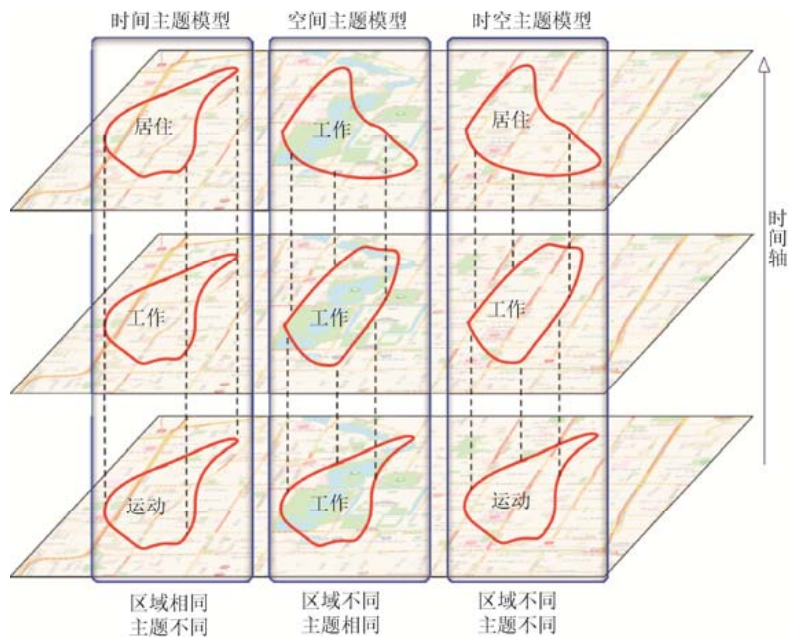 时间主题模型
空间主题模型
时空主题模型
居住
工作
居住
工作
工作
工作
运动
工作
运动
时间轴
区域相同
主题不同
区域不同
主题相同
区域不同
主题不同